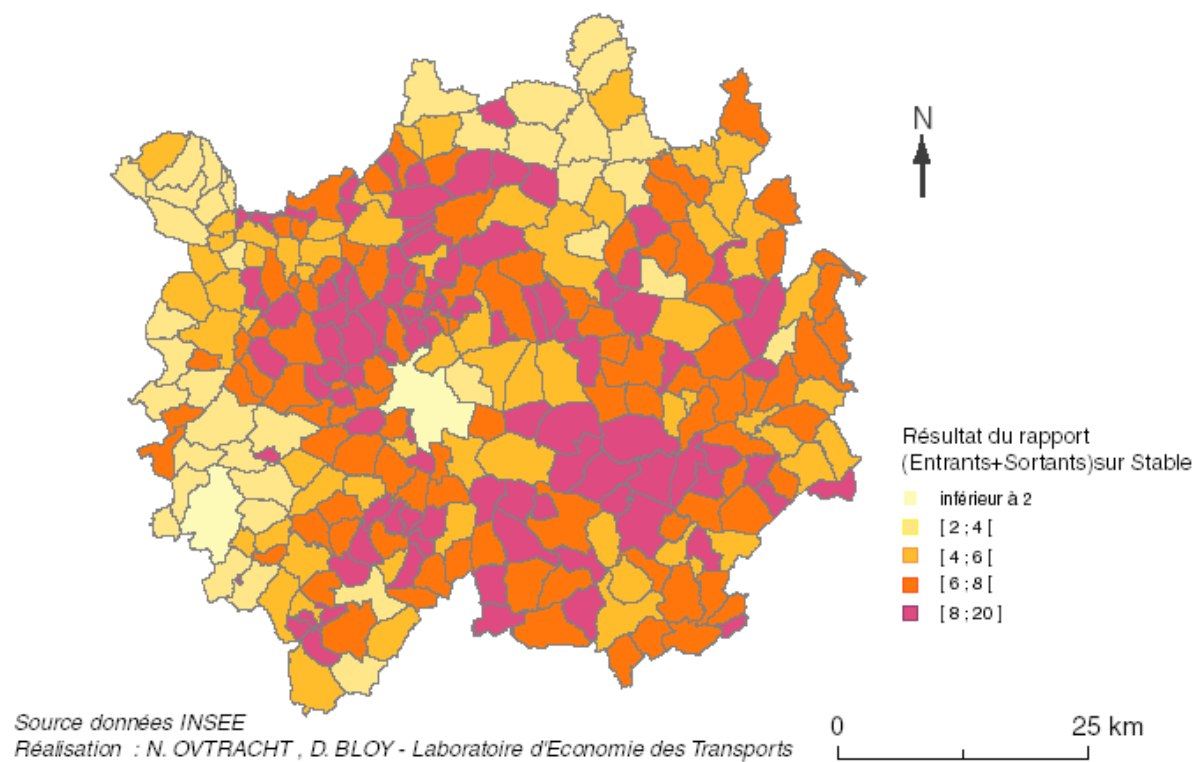 N
Résultat du rapport
(Entrants+Sortants)sur Stable
inférieur à 2
[ 2 ; 4 [
[ 4 ; 6 [
[ 6 ; 8 [
[ 8 ; 20 ]
Source données INSEE
Réalisation : N. OVTRACHT , D. BLOY - Laboratoire d'Economie des Transports
0 25 km